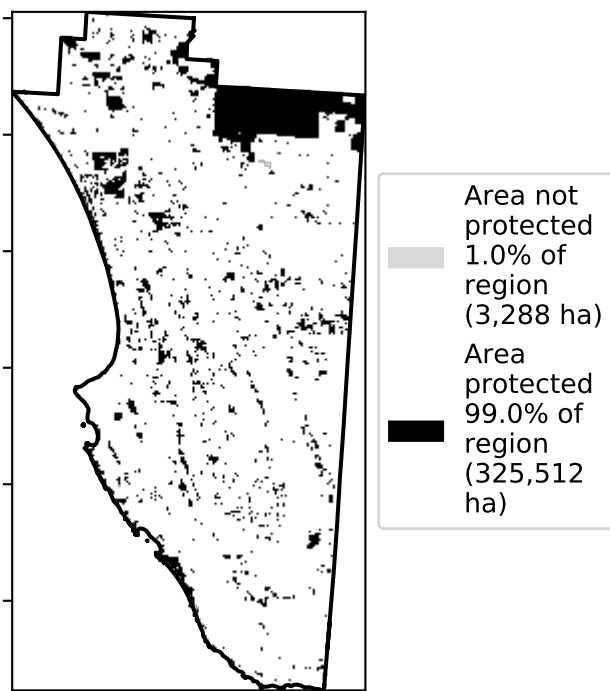 Area not
protected
1.0% of
region
(3,288 ha)
Area
protected
99.0% of
region
(325,512
ha)